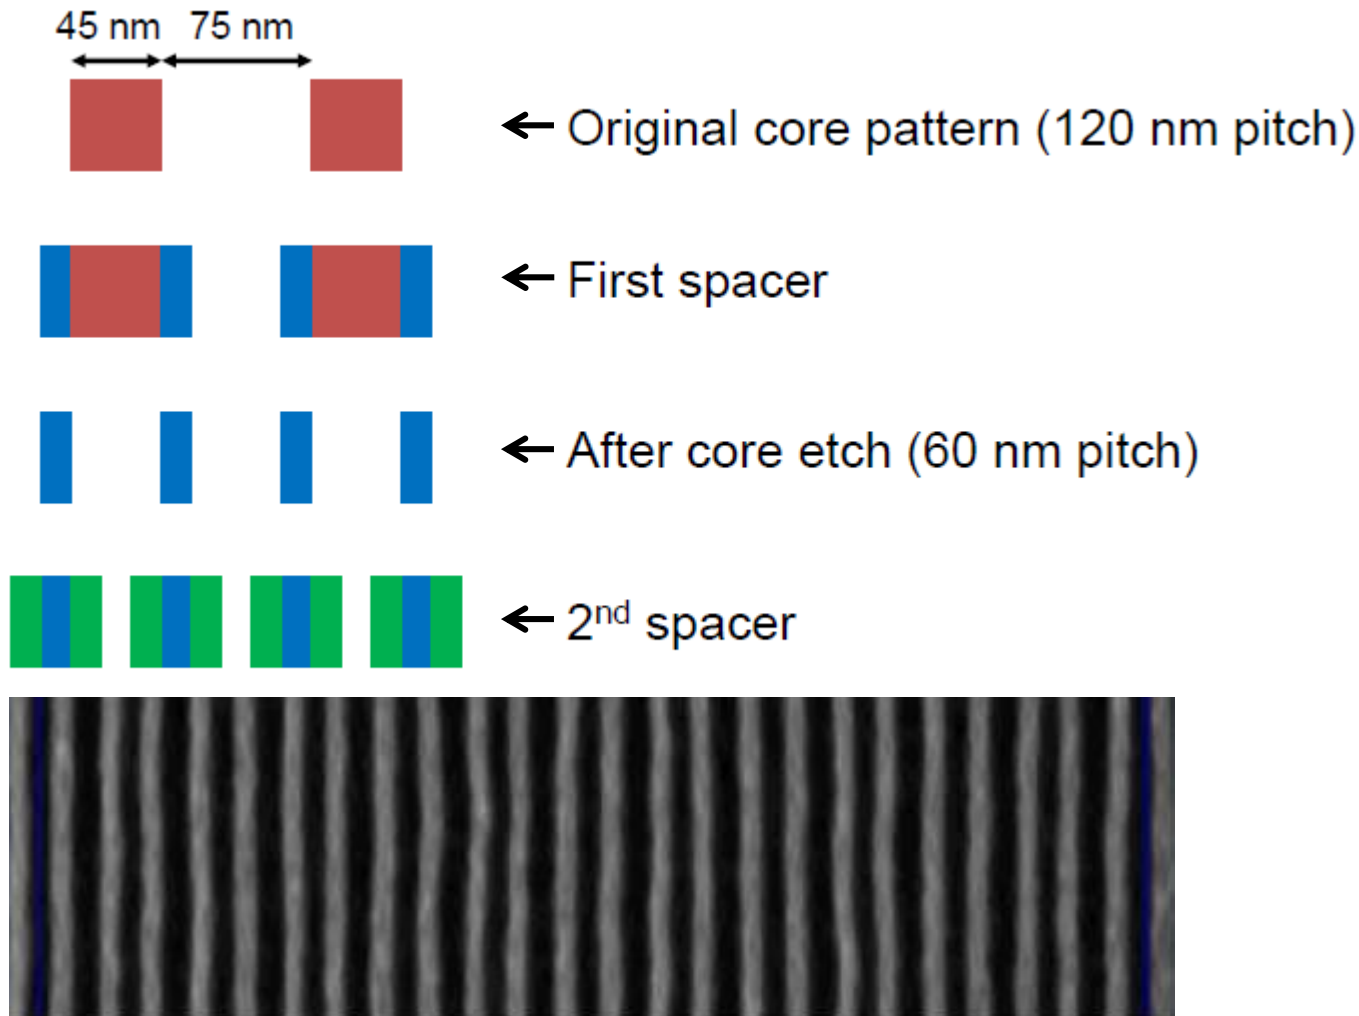 45 nm 75 nm
Original core pattern (120 nm pitch)
First spacer
After core etch (60 nm pitch)
2nd spacer